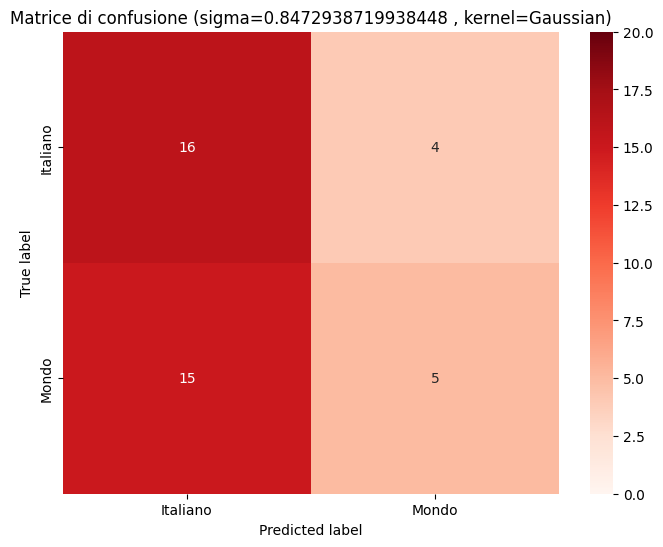 Matrice di confusione (sigma=0.8472938719938448 , kernel=Gaussian)
20.0
17.5
15.0
12.5
10.0
7.5
5.0
2.5
0.0
True label
Italiano
16
4
Mondo
15
5
Italiano
Mondo
Predicted label